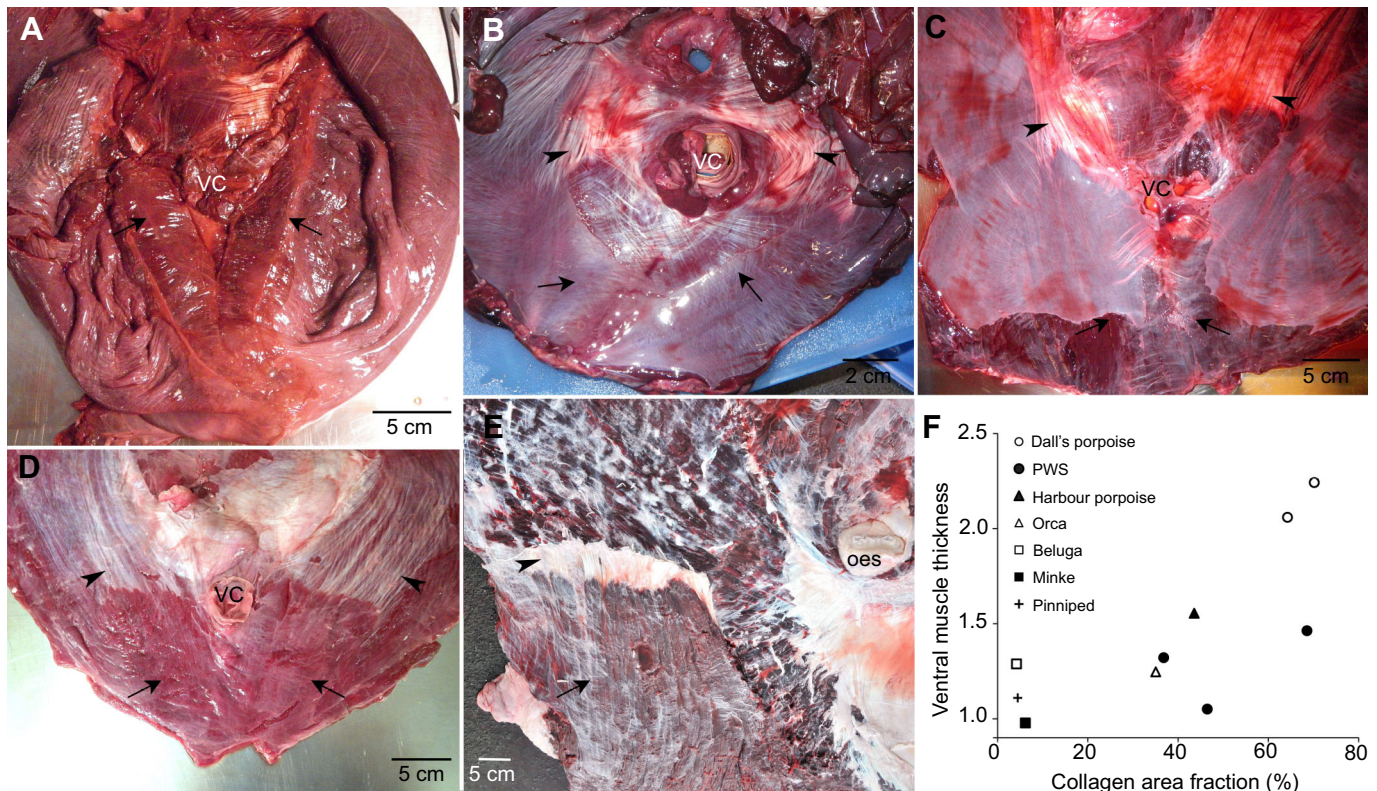 A
VC
5 cm
B
VC
2 cm
C
VC
5 cm
D
VC
5 cm
E
oes
5 cm
F
2.5
2.0
1.5
1.0
Ventral muscle thickness
Dall's porpoise
PWS
Harbour porpoise
Orca
Beluga
Minke
Pinniped
0 20 40 60 80
Collagen area fraction (%)